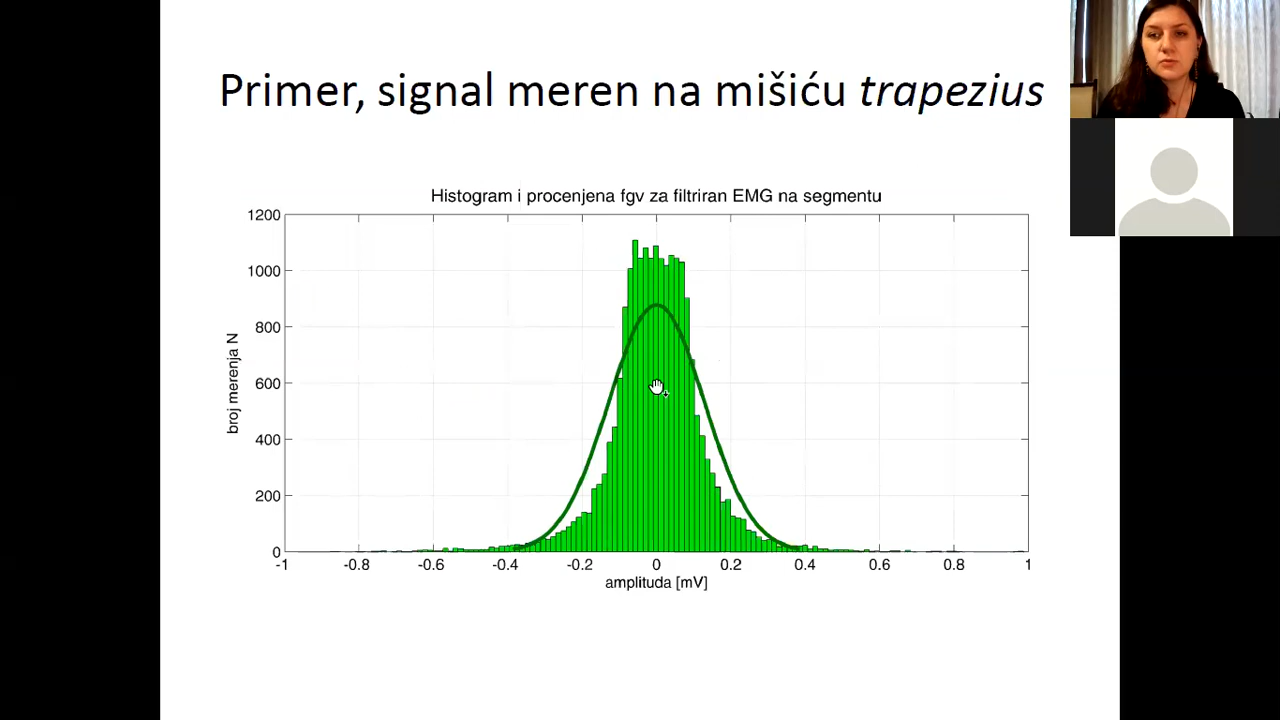 Primer, signal meren na mišiću trapezius
Histogram i procenjena fgv za filtriran EMG na segmentu
1200
1000
800
600
400
200
0
broj merenja N
-1 -0.8 -0.6 -0.4 -0.2 0 0.2 0.4 0.6 0.8 1
amplituda [mV]